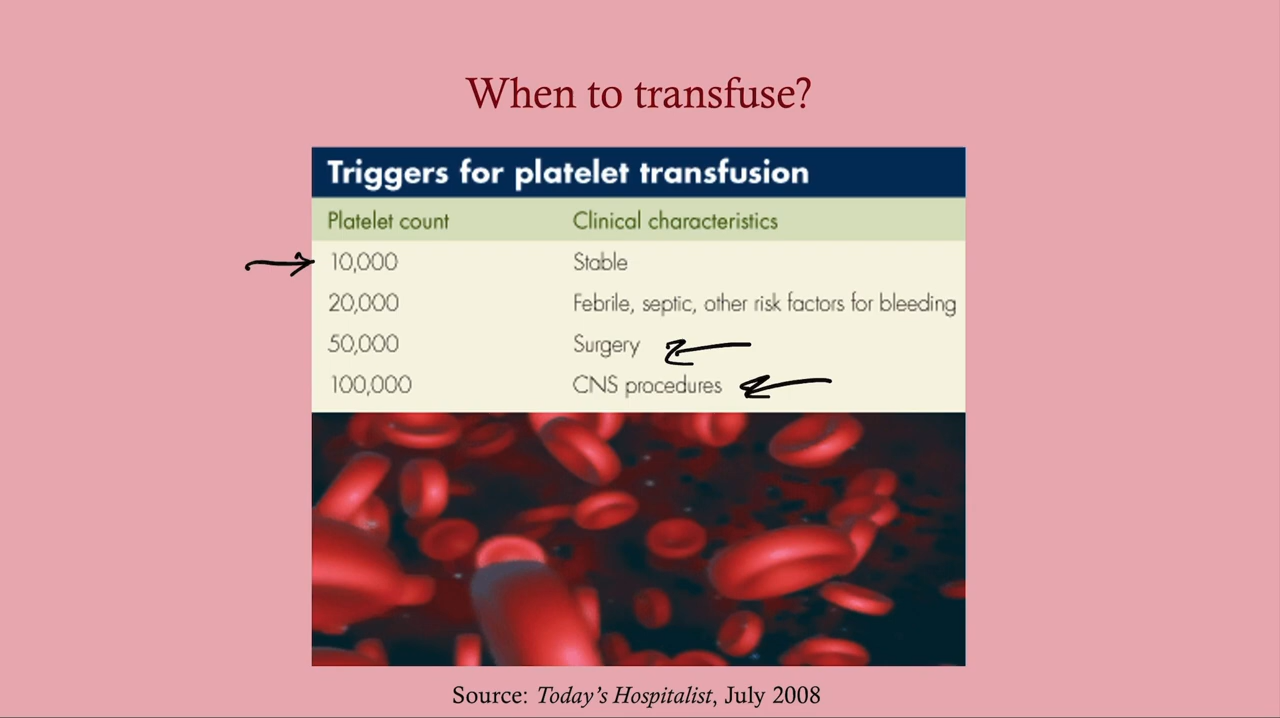 When to transfuse?
Triggers for platelet transfusion
Platelet count Clinical characteristics
10,000 Stable
20,000 Febrile, septic, other risk factors for bleeding
50,000 Surgery
100,000 CNS procedures
Source: Today's Hospitalist, July 2008